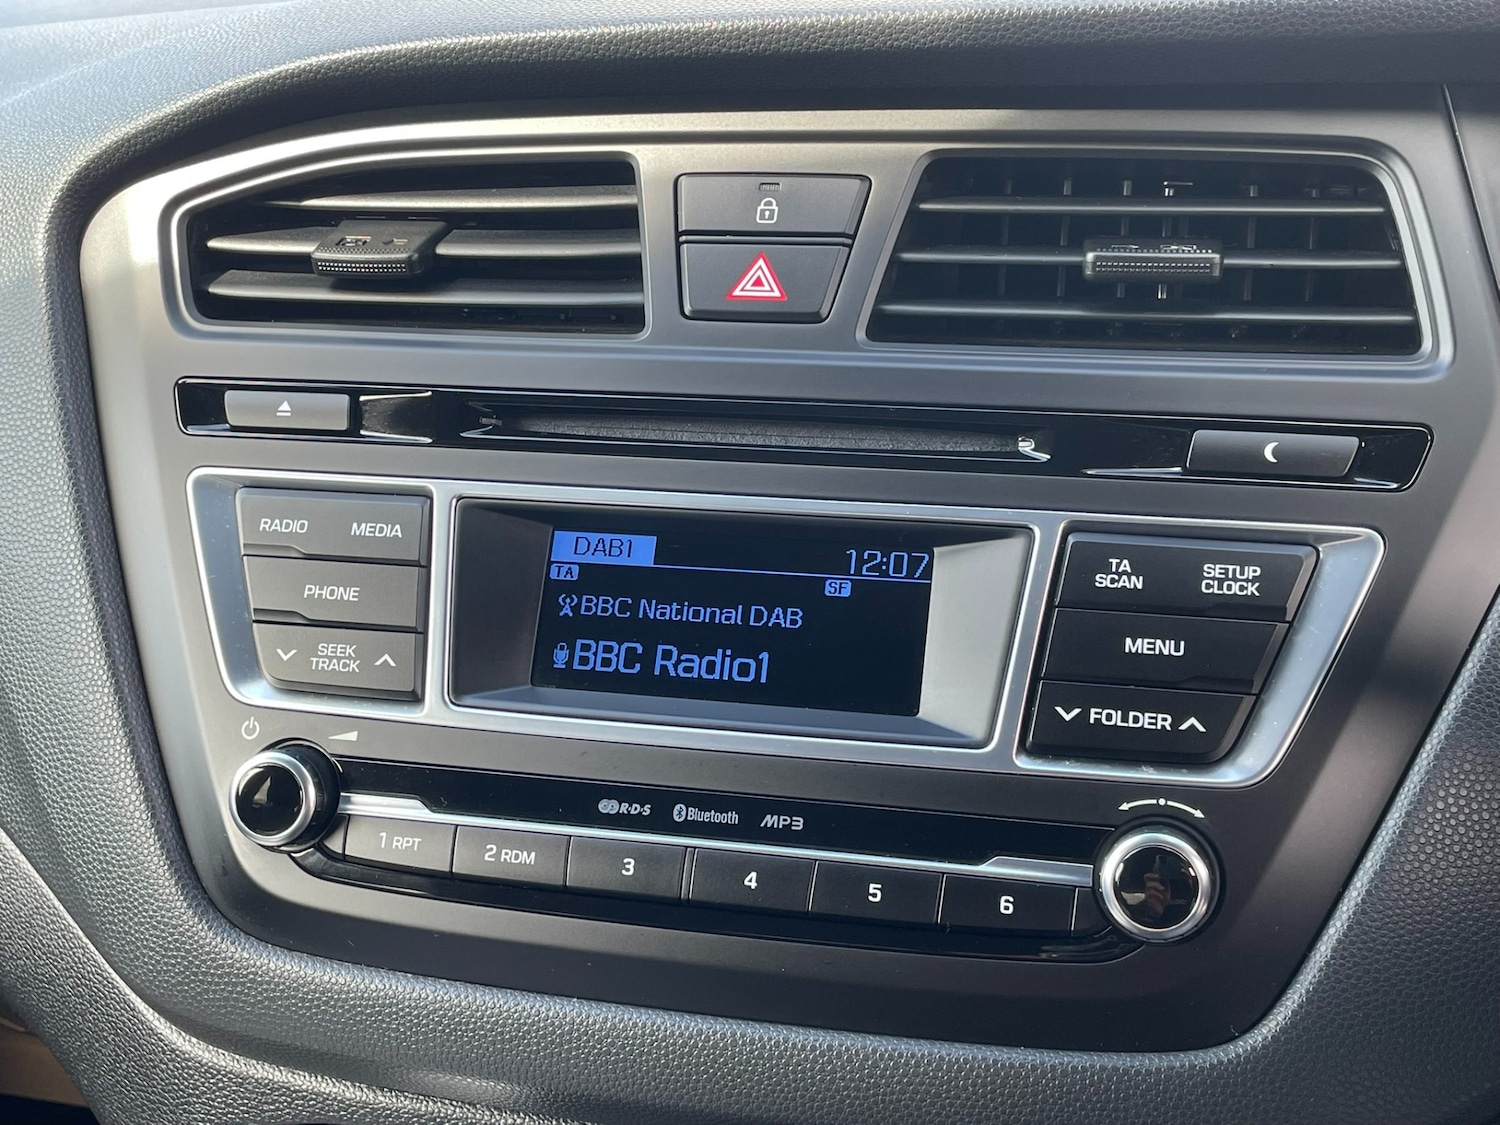 DAB1
12:07
TA
SF
BBC National DAB
BBC Radio1
RADIO
MEDIA
PHONE
SEEK
TRACK
TA
SCAN
SETUP
CLOCK
MENU
FOLDER
R·D·S
Bluetooth
MP3
1 RPT
2 RDM
3
4
5
6